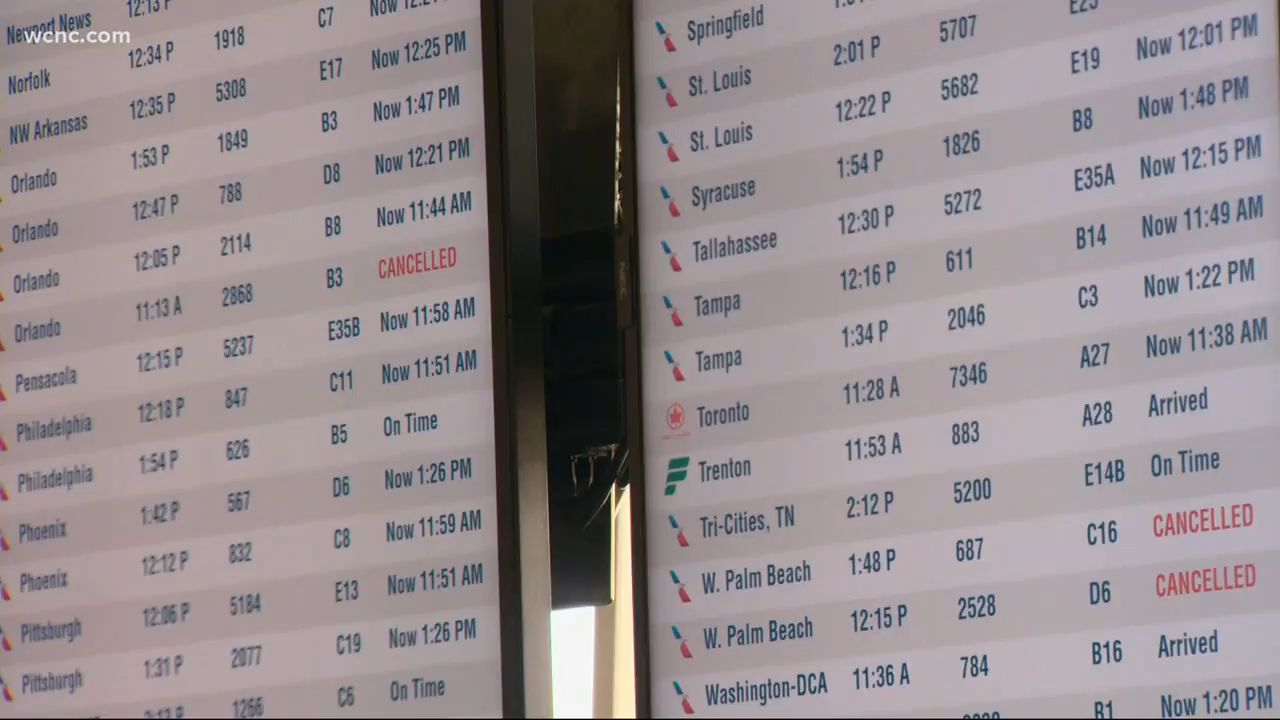 wcnc.com
Newport News 12:13 P
Norfolk 12:34 P 1918 C7 Now
NW Arkansas 12:35 P 5308 E17 Now 12:25 PM
Orlando 1:53 P 1849 B3 Now 1:47 PM
Orlando 12:47 P 788 D8 Now 12:21 PM
Orlando 12:05 P 2114 B8 Now 11:44 AM
Orlando 11:13 A 2868 B3 CANCELLED
Pensacola 12:15 P 5237 E35B Now 11:58 AM
Philadelphia 12:18 P 847 C11 Now 11:51 AM
Philadelphia 1:54 P 626 B5 On Time
Phoenix 1:42 P 567 D6 Now 1:26 PM
Phoenix 12:12 P 832 C8 Now 11:59 AM
Pittsburgh 12:06 P 5184 E13 Now 11:51 AM
Pittsburgh 1:31 P 2077 C19 Now 1:26 PM
1266 C6 On Time
Springfield
St. Louis 2:01 P 5707
St. Louis 12:22 P 5682 E19 Now 12:01 PM
Syracuse 1:54 P 1826 B8 Now 1:48 PM
Tallahassee 12:30 P 5272 E35A Now 12:15 PM
Tampa 12:16 P 611 B14 Now 11:49 AM
Tampa 1:34 P 2046 C3 Now 1:22 PM
Toronto 11:28 A 7346 A27 Now 11:38 AM
Trenton 11:53 A 883 A28 Arrived
Tri-Cities, TN 2:12 P 5200 E14B On Time
W. Palm Beach 1:48 P 687 C16 CANCELLED
W. Palm Beach 12:15 P 2528 D6 CANCELLED
Washington-DCA 11:36 A 784 B16 Arrived
B1 Now 1:20 PM